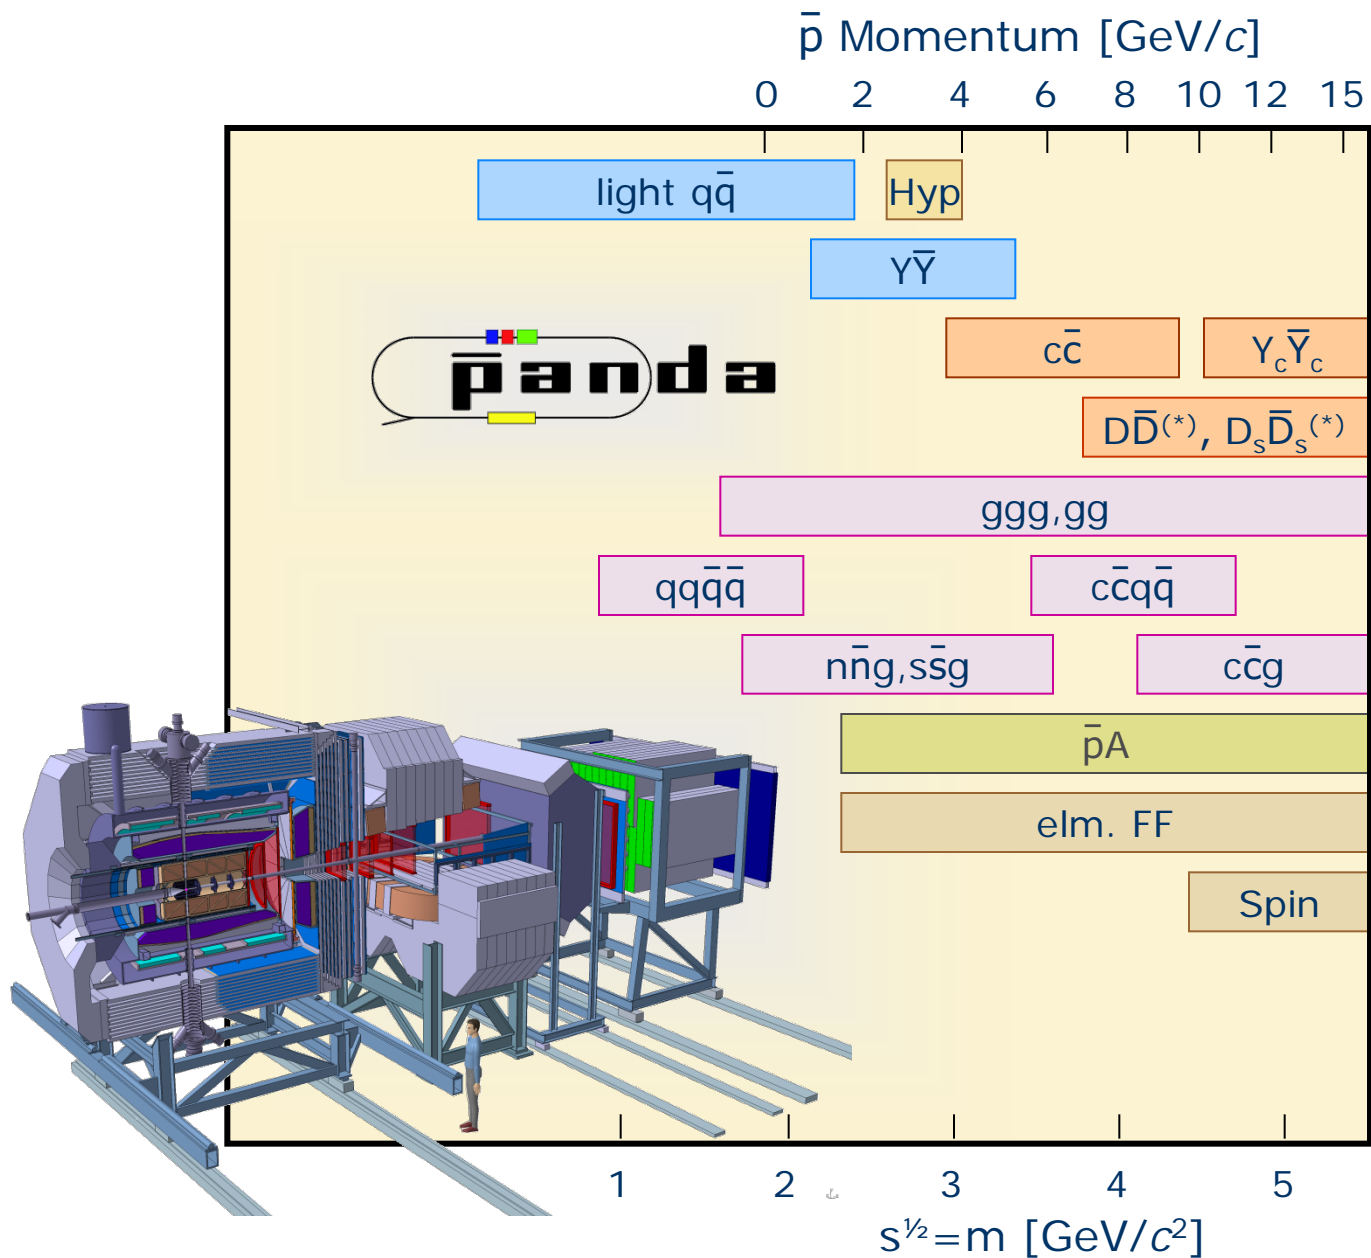 p̄ Momentum [GeV/c]
0 2 4 6 8 10 12 15
light qq̄ Hyp
YȲ
cc̄ Y_cȲ_c
p̄anda
DD̄⁽*⁾, D_sD̄_s⁽*⁾
ggg,gg
qqq̄q̄ cc̄qq̄
nn̄g,ss̄g cc̄g
p̄A
elm. FF
Spin
1 2 3 4 5
s^½=m [GeV/c²]